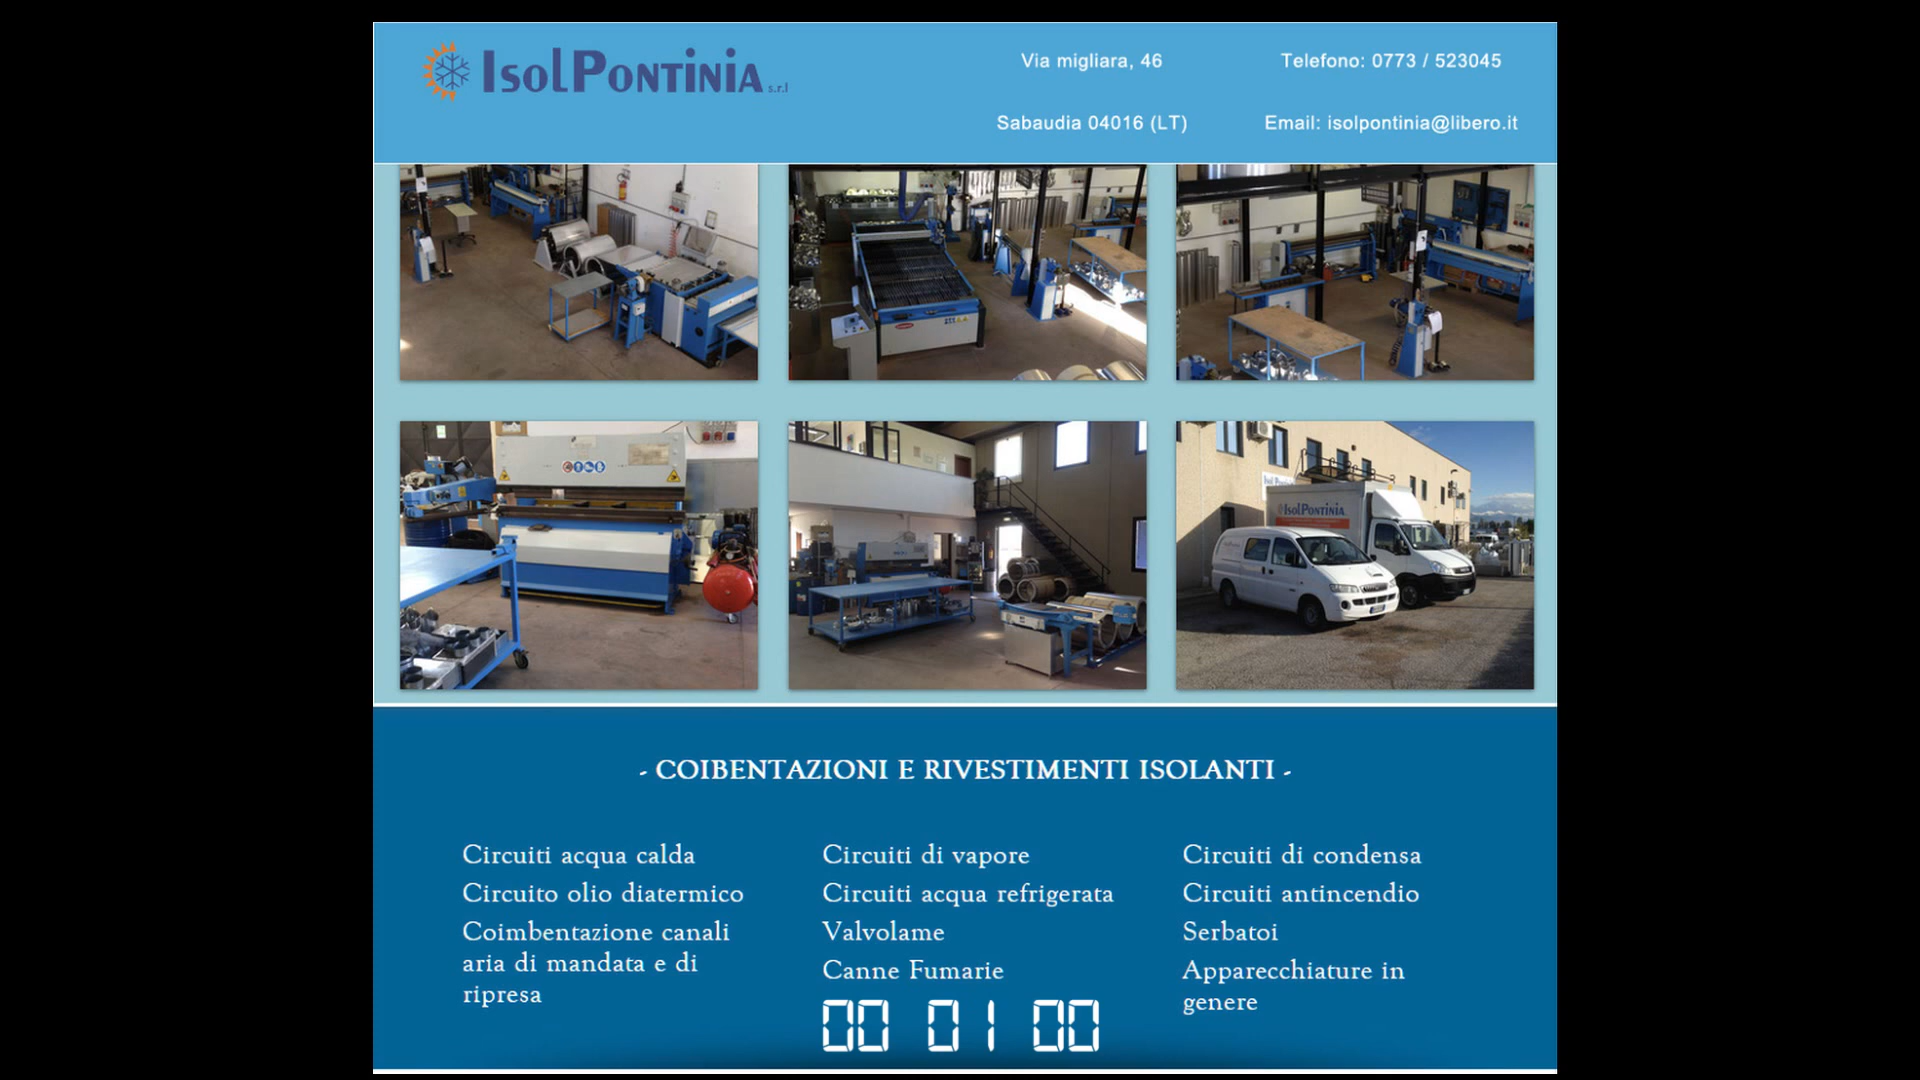 IsolPontinia s.r.l
Via migliara, 46
Telefono: 0773 / 523045
Sabaudia 04016 (LT)
Email: isolpontinia@libero.it
IsolPontinia
- COIBENTAZIONI E RIVESTIMENTI ISOLANTI -
Circuiti acqua calda
Circuito olio diatermico
Coimbentazione canali
aria di mandata e di
ripresa
Circuiti di vapore
Circuiti acqua refrigerata
Valvolame
Canne Fumarie
Circuiti di condensa
Circuiti antincendio
Serbatoi
Apparecchiature in
genere
00 01 00